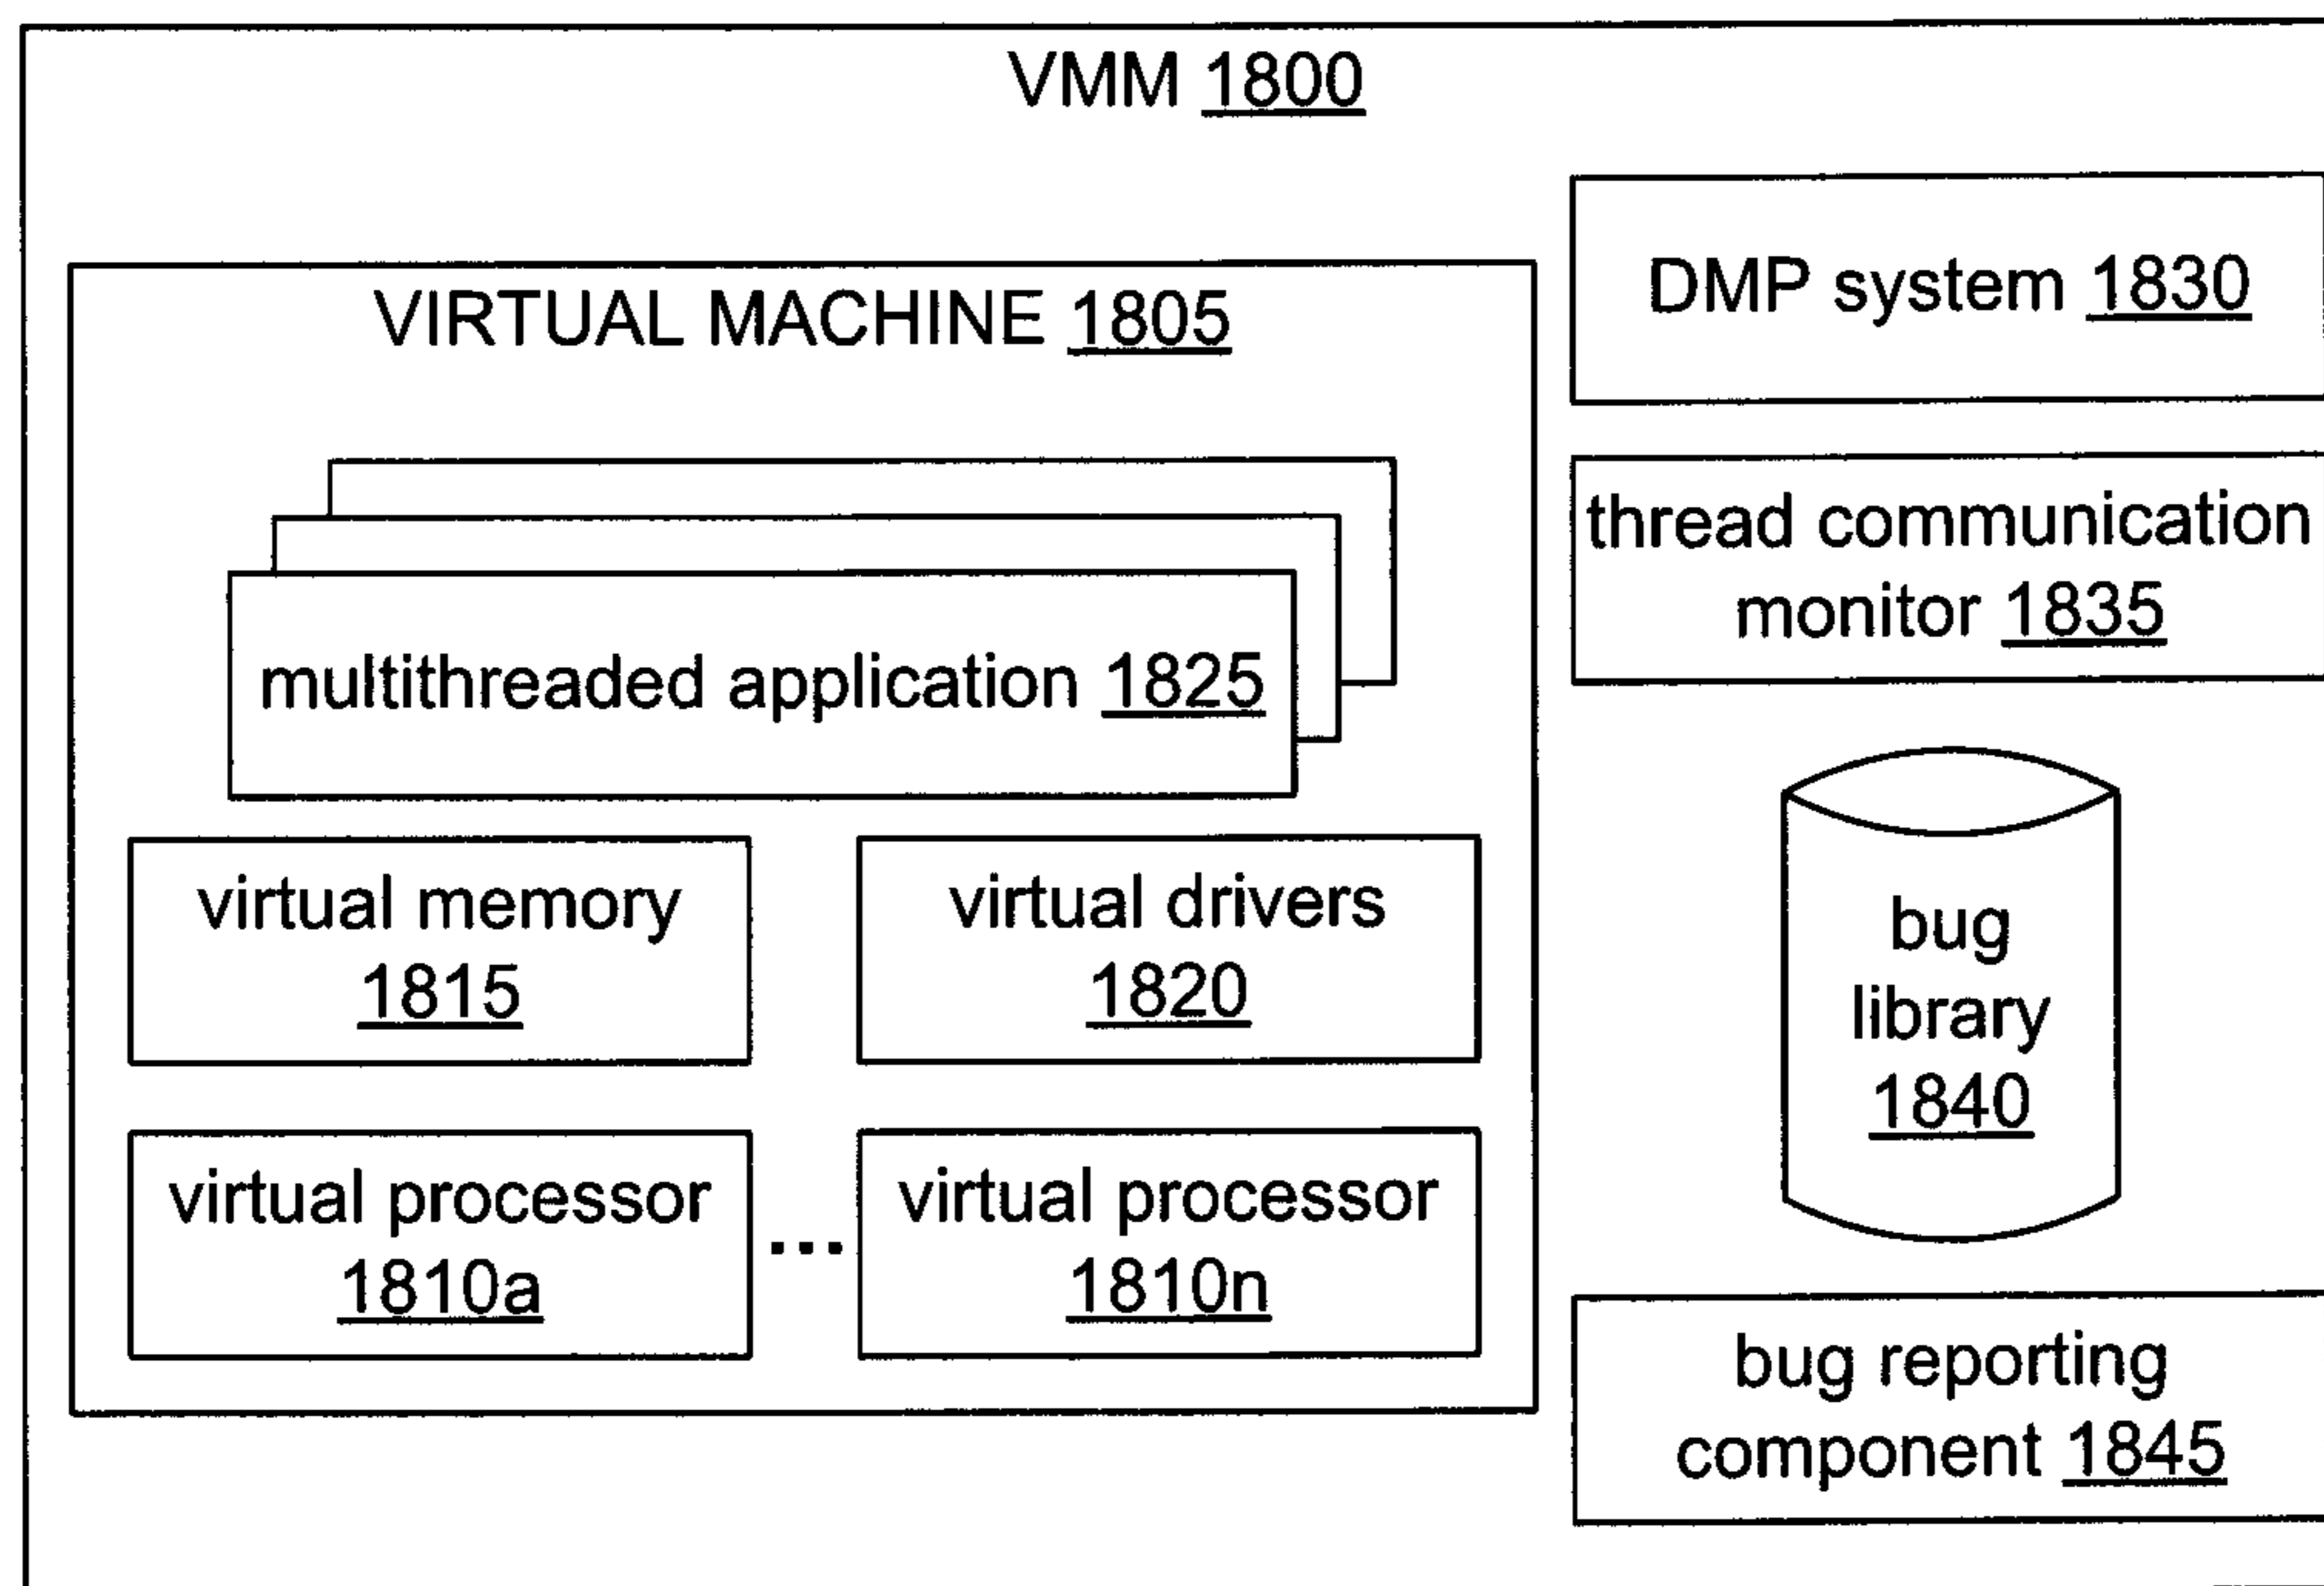 VMM 1800
VIRTUAL MACHINE 1805
multithreaded application 1825
virtual memory
1815
virtual drivers
1820
virtual processor
1810a
...
virtual processor
1810n
DMP system 1830
thread communication
monitor 1835
bug
library
1840
bug reporting
component 1845